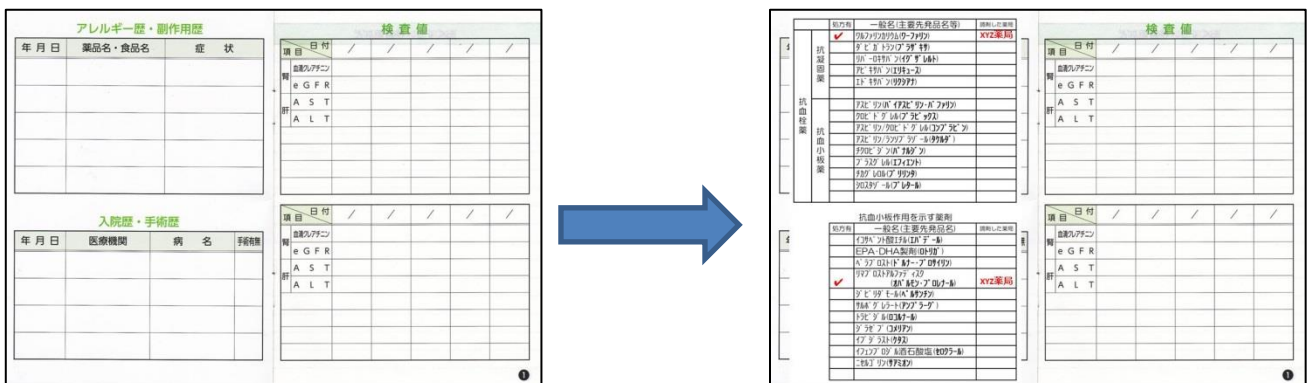 アレルギー歴・副作用歴
年月日 薬品名・食品名 症 状
入院歴・手術歴
年月日 医療機関 病 名 手術有無
検 査 値
項目 日付 / / / / /
腎 血清クレアチニン
eGFR
肝 AST
ALT
項目 日付 / / / / /
腎 血清クレアチニン
eGFR
肝 AST
ALT
❶
処方有 一般名(主要先発品名等) 調剤した薬局
抗血栓薬
抗凝固薬
✓ ワルファリンカリウム(ワーファリン) XYZ薬局
ダビガトラン(プラザキサ)
リバーロキサバン(イグザレルト)
アピキサバン(エリキュース)
エドキサバン(リクシアナ)
抗血小板薬
アスピリン(バイアスピリン・バファリン)
クロピドグレル(プラビックス)
アスピリン/クロピドグレル(コンプラビン)
アスピリン/ランソプラゾール(タケルダ)
チクロピジン(パナルジン)
プラスグレル(エフィエント)
チカグレロル(ブリリンタ)
シロスタゾール(プレタール)
抗血小板作用を示す薬剤
処方有 一般名(主要先発品名) 調剤した薬局
イコサペント酸エチル(エパデール)
EPA・DHA製剤(ロトリガ)
ベラプロスト(ドルナー・プロサイリン)
リマプロストアルファデクス
✓ (オパルモン・プロレナール) XYZ薬局
ジピリダモール(ペルサンチン)
サルポグレラート(アンプラーグ)
トラピジル(ロコルナール)
ジラゼプ(コメリアン)
イブジラスト(ケタス)
イフェンプロジル酒石酸塩(セロクラール)
ニセルゴリン(サアミオン)
検 査 値
項目 日付 / / / / /
腎 血清クレアチニン
eGFR
肝 AST
ALT
項目 日付 / / / / /
腎 血清クレアチニン
eGFR
肝 AST
ALT
❶